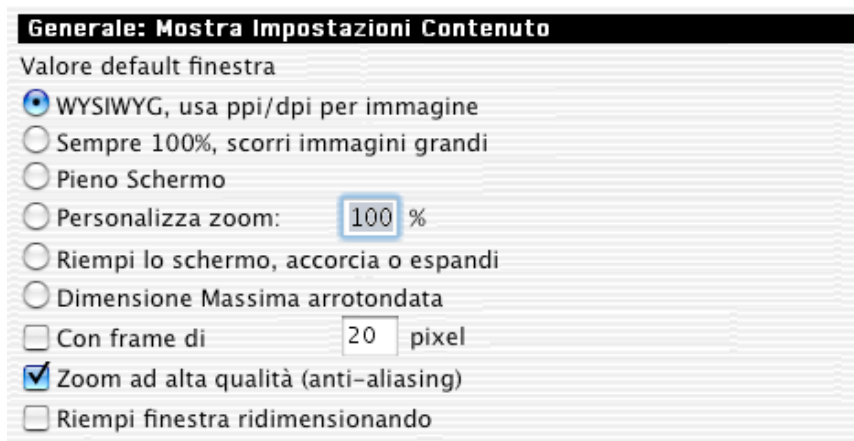 Generale: Mostra Impostazioni Contenuto
Valore default finestra
WYSIWYG, usa ppi/dpi per immagine
Sempre 100%, scorri immagini grandi
Pieno Schermo
Personalizza zoom: 100 %
Riempi lo schermo, accorcia o espandi
Dimensione Massima arrotondata
Con frame di 20 pixel
Zoom ad alta qualità (anti-aliasing)
Riempi finestra ridimensionando